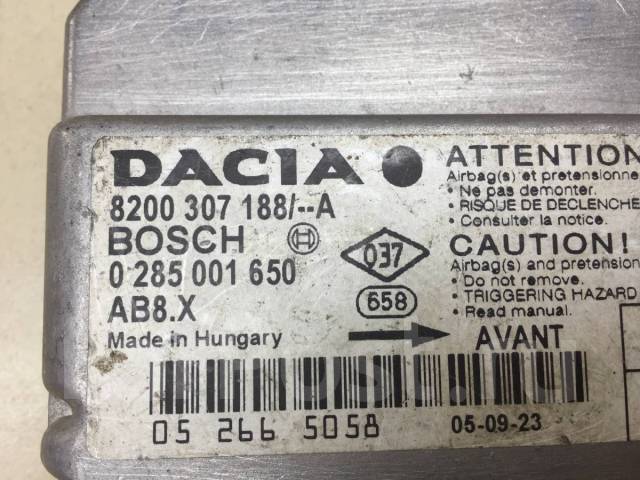 DACIA
8200 307 188/--A
BOSCH
0 285 001 650
AB8.X
Made in Hungary
037
658
ATTENTION
Airbag(s) et pretensionne
• Ne pas demonter.
• RISQUE DE DECLENCHE
• Consulter la notice.
CAUTION!
Airbag(s) and pretension
• Do not remove.
• TRIGGERING HAZARD
• Read manual.
AVANT
05 266 5058
05-09-23